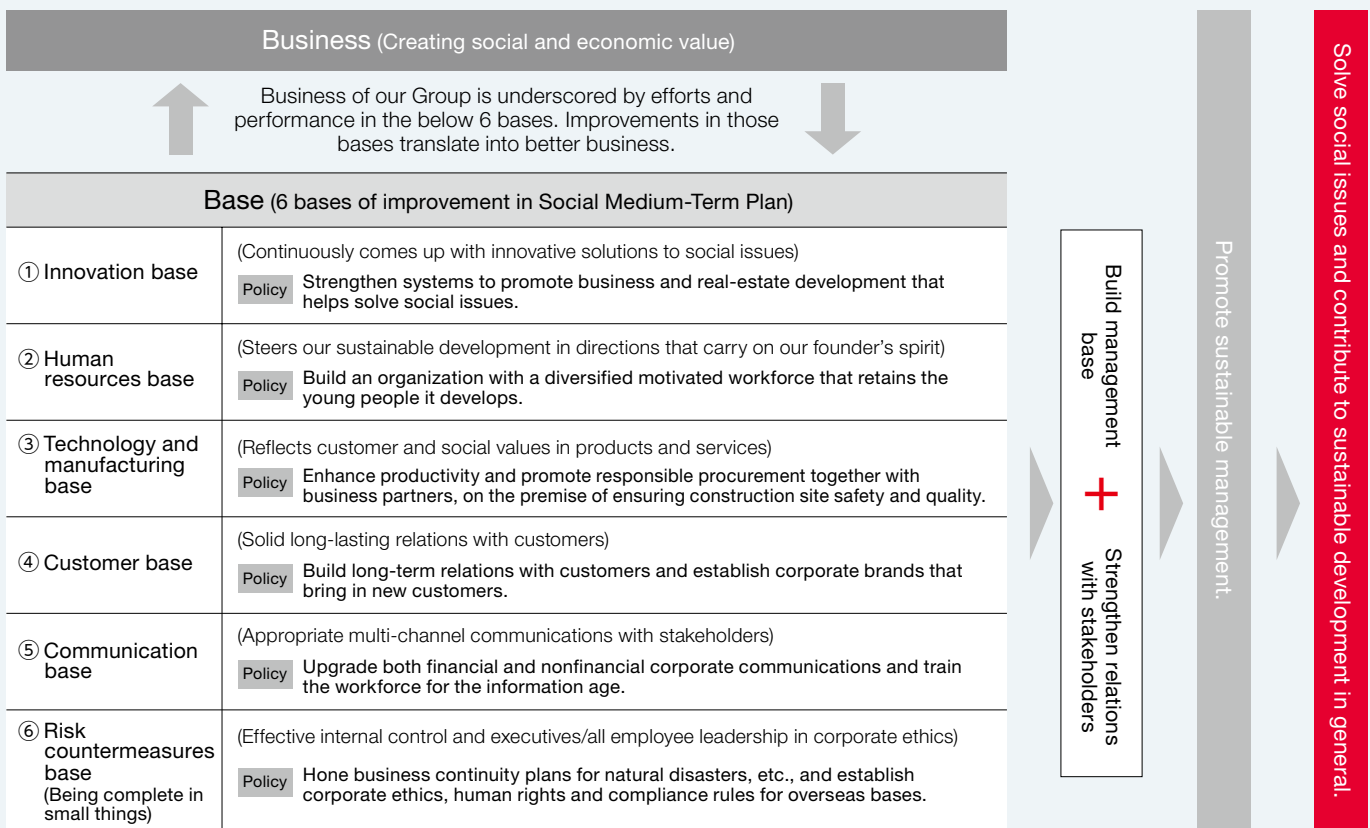 Business (Creating social and economic value)
Business of our Group is underscored by efforts and
performance in the below 6 bases. Improvements in those
bases translate into better business.
Base (6 bases of improvement in Social Medium-Term Plan)
① Innovation base
(Continuously comes up with innovative solutions to social issues)
Policy Strengthen systems to promote business and real-estate development that
helps solve social issues.
② Human
resources base
(Steers our sustainable development in directions that carry on our founder’s spirit)
Policy Build an organization with a diversified motivated workforce that retains the
young people it develops.
③ Technology and
manufacturing
base
(Reflects customer and social values in products and services)
Policy Enhance productivity and promote responsible procurement together with
business partners, on the premise of ensuring construction site safety and quality.
④ Customer base
(Solid long-lasting relations with customers)
Policy Build long-term relations with customers and establish corporate brands that
bring in new customers.
⑤ Communication
base
(Appropriate multi-channel communications with stakeholders)
Policy Upgrade both financial and nonfinancial corporate communications and train
the workforce for the information age.
⑥ Risk
countermeasures
base
(Being complete in
small things)
(Effective internal control and executives/all employee leadership in corporate ethics)
Policy Hone business continuity plans for natural disasters, etc., and establish
corporate ethics, human rights and compliance rules for overseas bases.
Build management
base
+
Strengthen relations
with stakeholders
Promote sustainable management.
Solve social issues and contribute to sustainable development in general.